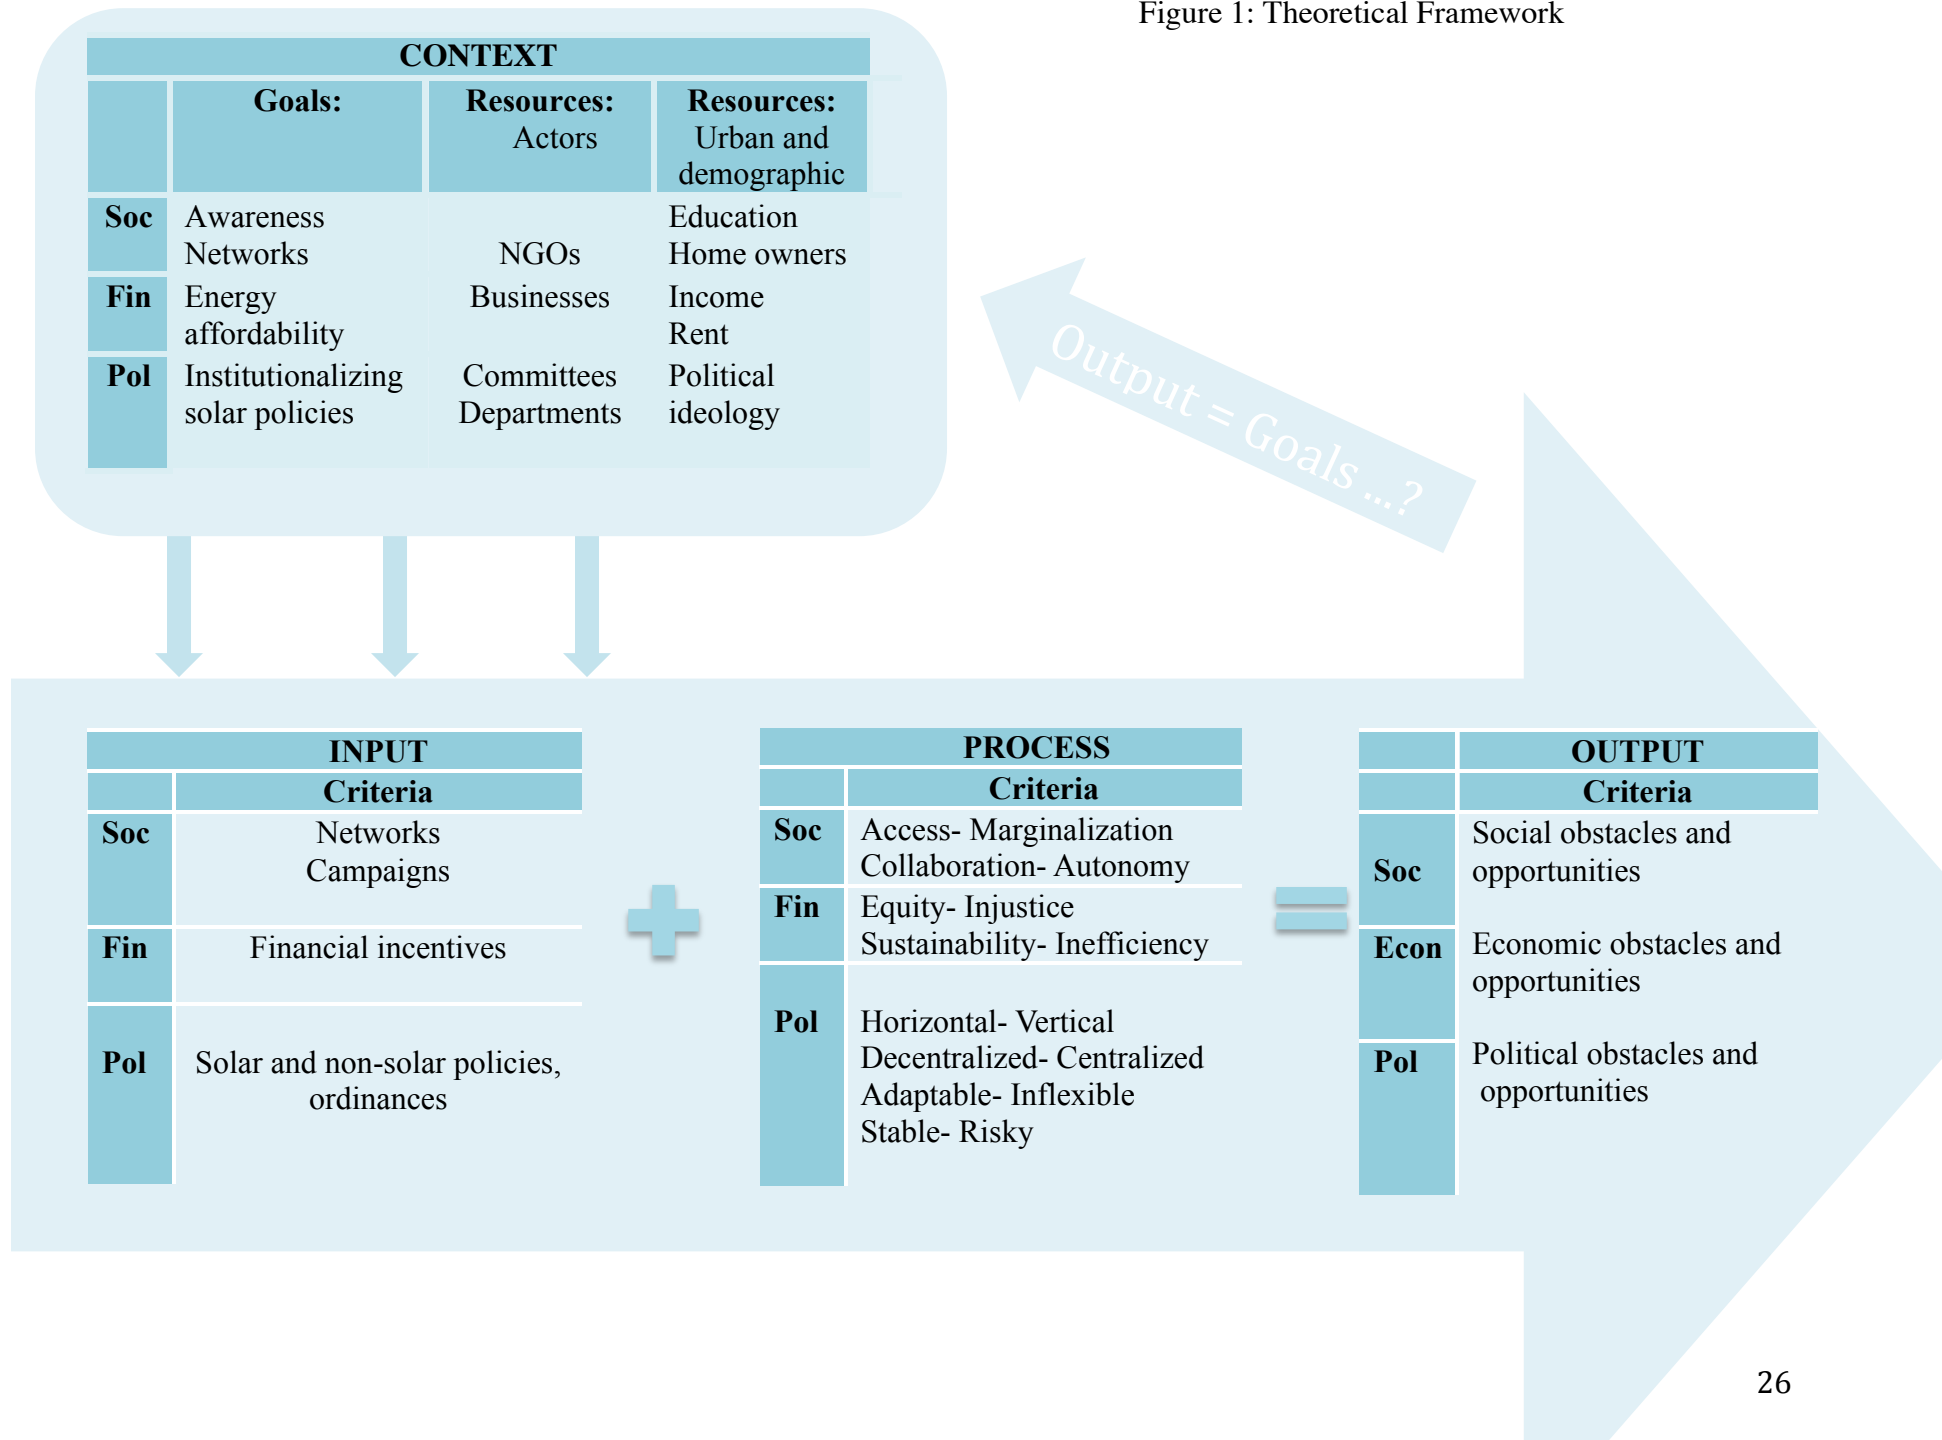 Figure 1: Theoretical Framework
CONTEXT
Goals:
Resources:
Actors
Resources:
Urban and
demographic
Soc
Awareness
Networks
NGOs
Education
Home owners
Fin
Energy
affordability
Businesses
Income
Rent
Pol
Institutionalizing
solar policies
Committees
Departments
Political
ideology
Output = Goals ...?
INPUT
Criteria
Soc
Networks
Campaigns
Fin
Financial incentives
Pol
Solar and non-solar policies,
ordinances
PROCESS
Criteria
Soc
Access- Marginalization
Collaboration- Autonomy
Fin
Equity- Injustice
Sustainability- Inefficiency
Pol
Horizontal- Vertical
Decentralized- Centralized
Adaptable- Inflexible
Stable- Risky
OUTPUT
Criteria
Soc
Social obstacles and
opportunities
Econ
Economic obstacles and
opportunities
Pol
Political obstacles and
opportunities
26